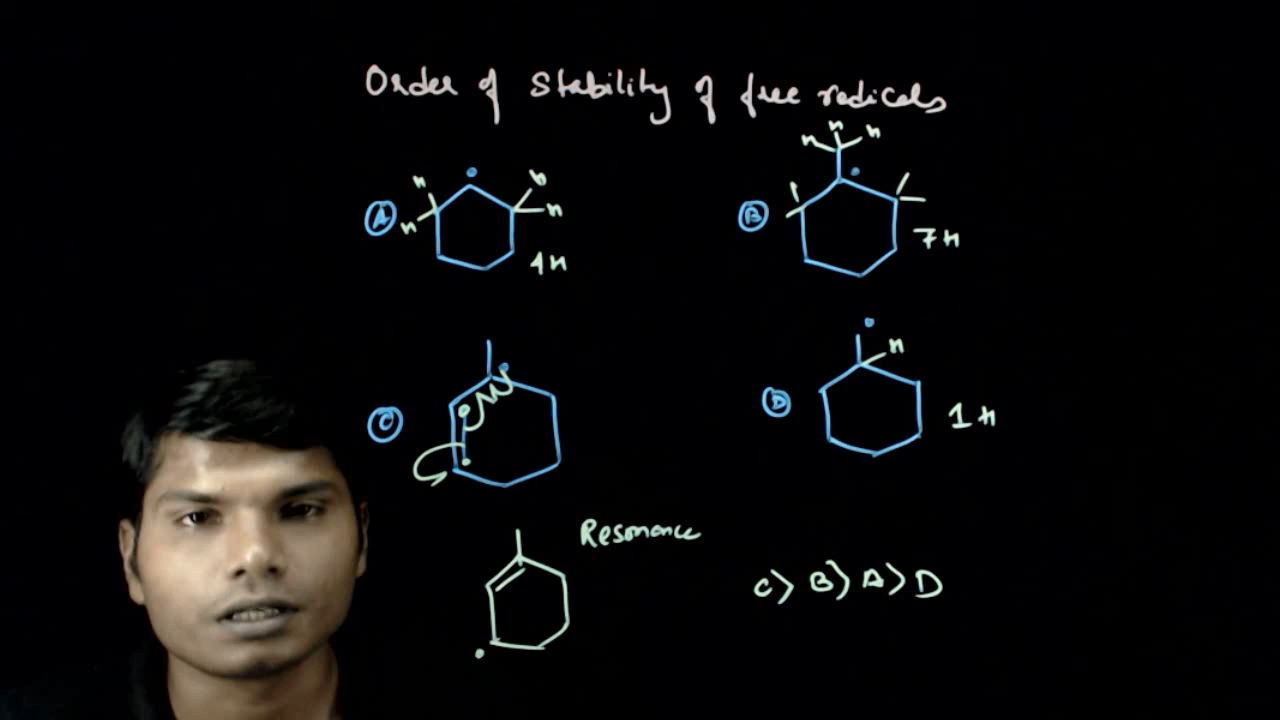 Order of Stability of free radicals
n n n
n n b n
A
4H
B
7H
n
C
D
1H
Resonance
C > B > A > D